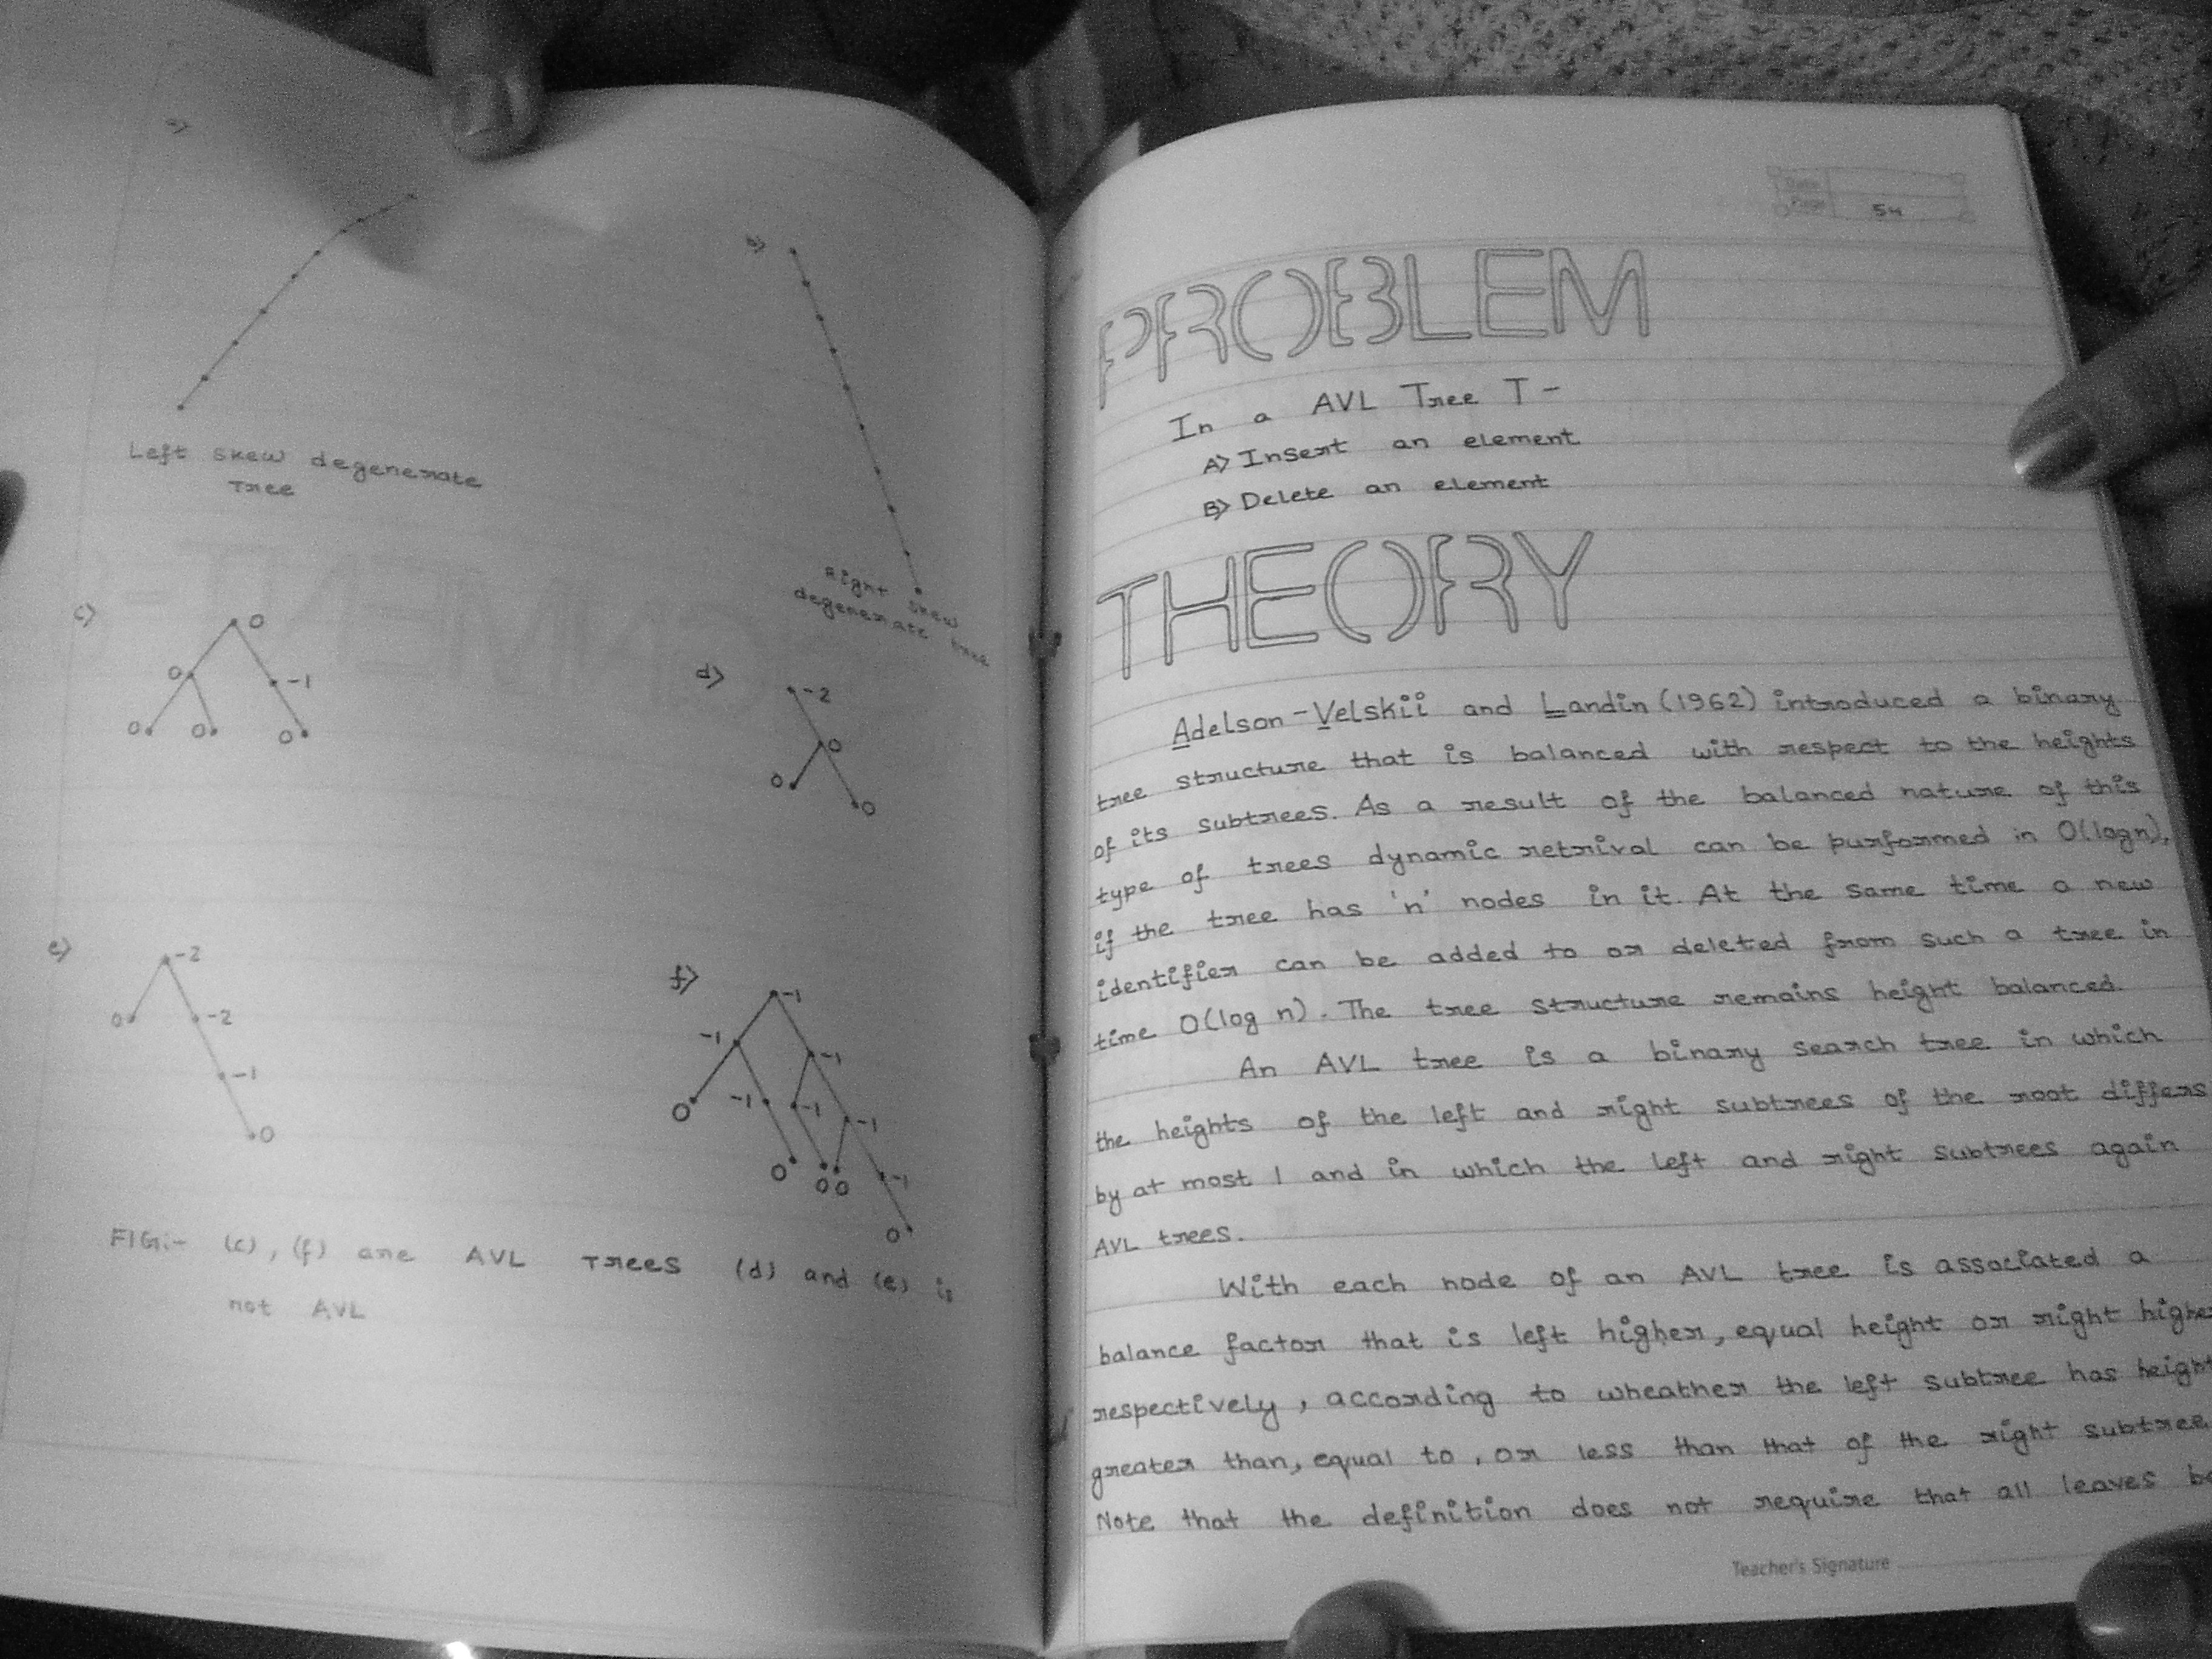 a)
b)
Left skew degenerate
Tree
Right skew
degenerate tree
c)
0
0
-1
0
0
0
d)
-2
0
0
0
e)
-2
0
-2
-1
0
f)
-1
-1
-1
0
-1
-1
-1
0
0 0
-1
0
FIG:- (c), (f) are AVL Trees (d) and (e) is
not AVL
Date
Page 54
PROBLEM
In a AVL Tree T -
A) Insert an element
B) Delete an element
THEORY
Adelson-Velskii and Landin (1962) introduced a binary
tree structure that is balanced with respect to the heights
of its subtrees. As a result of the balanced nature of this
type of trees dynamic retrival can be purformed in O(logn),
if the tree has 'n' nodes in it. At the same time a new
identifier can be added to or deleted from such a tree in
time O(log n). The tree structure remains height balanced.
An AVL tree is a binary search tree in which
the heights of the left and right subtrees of the root differs
by at most 1 and in which the left and right subtrees again
AVL trees.
With each node of an AVL tree is associated a
balance factor that is left higher, equal height or right higher
respectively, according to wheather the left subtree has height
greater than, equal to, or less than that of the right subtree.
Note that the definition does not require that all leaves be
Teacher's Signature